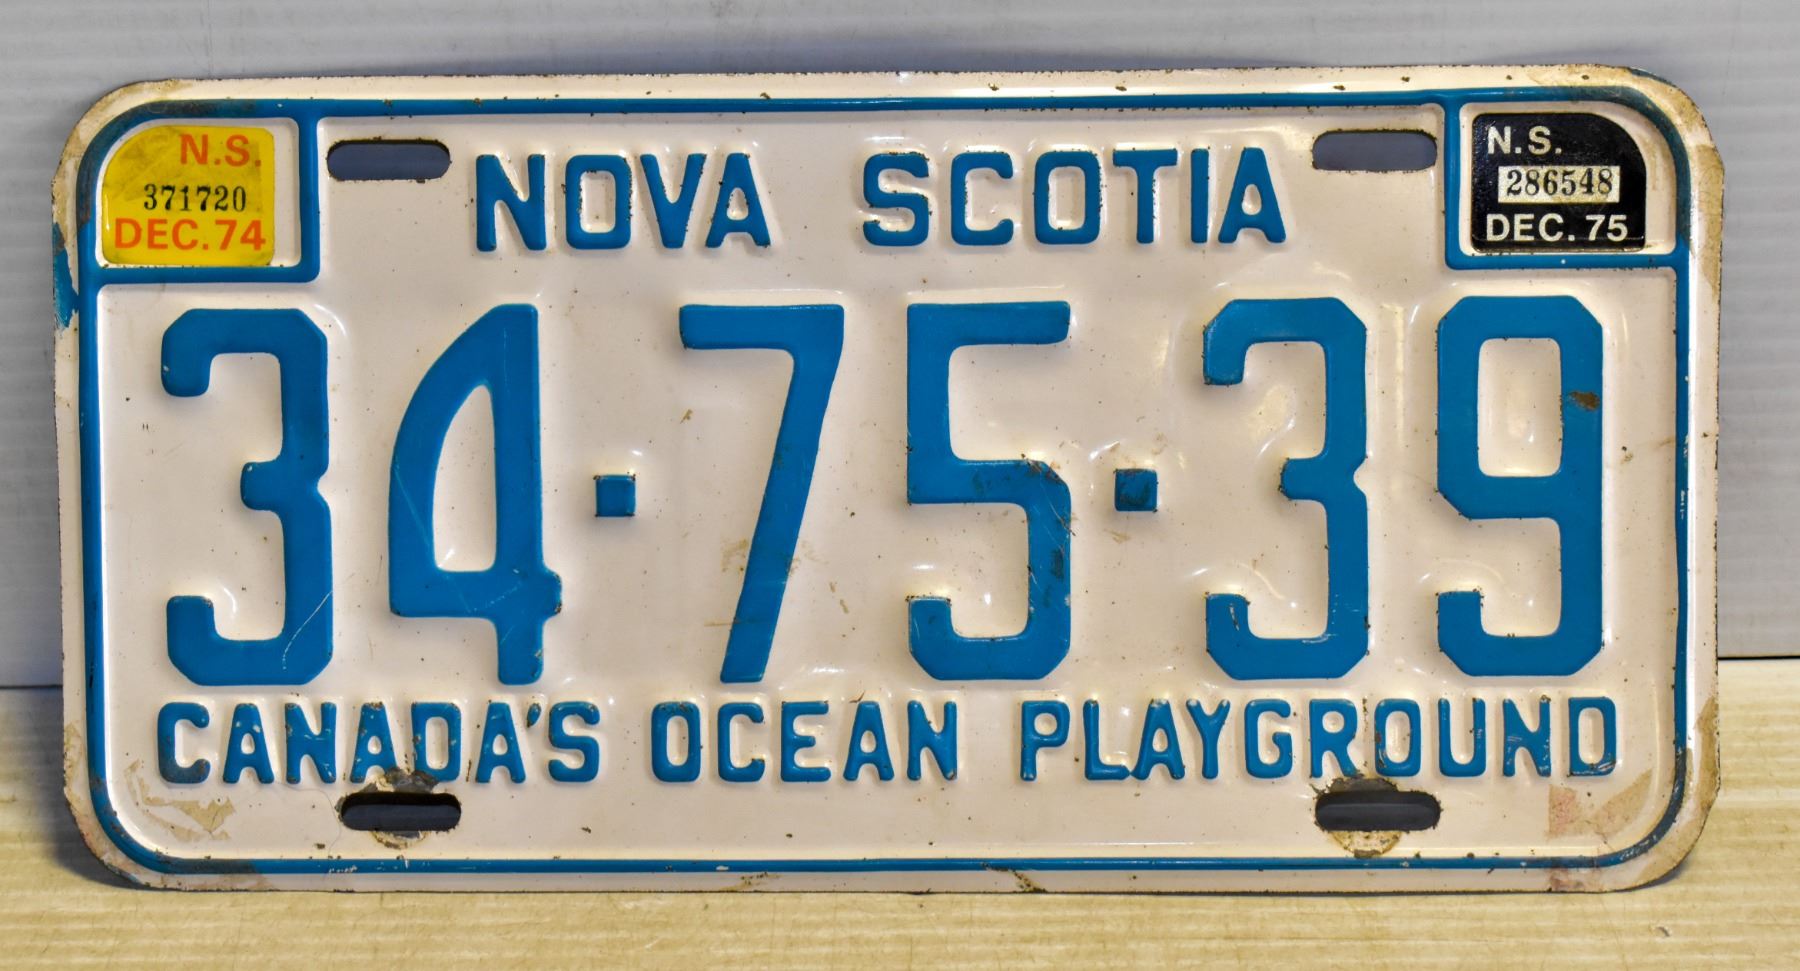 N.S.
371720
DEC. 74
NOVA SCOTIA
N.S.
286548
DEC. 75
34·75·39
CANADA'S OCEAN PLAYGROUND